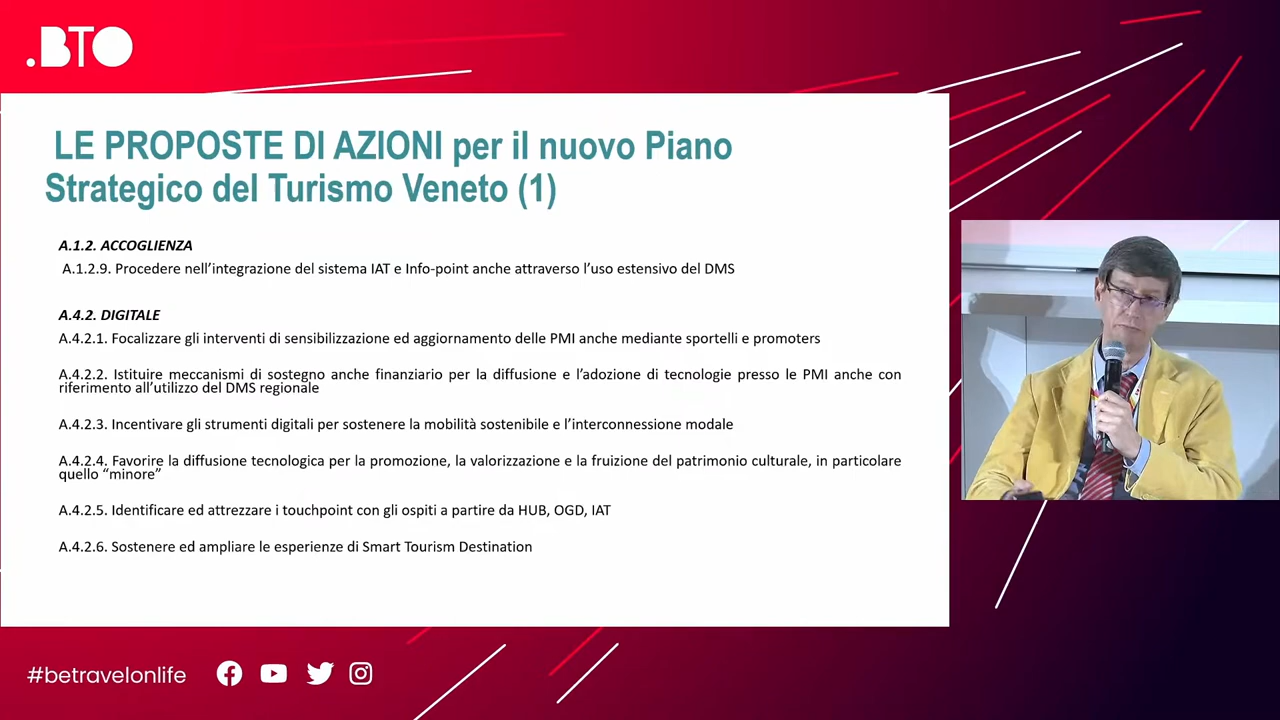 .BTO
LE PROPOSTE DI AZIONI per il nuovo Piano
Strategico del Turismo Veneto (1)
A.1.2. ACCOGLIENZA
A.1.2.9. Procedere nell’integrazione del sistema IAT e Info-point anche attraverso l’uso estensivo del DMS
A.4.2. DIGITALE
A.4.2.1. Focalizzare gli interventi di sensibilizzazione ed aggiornamento delle PMI anche mediante sportelli e promoters
A.4.2.2. Istituire meccanismi di sostegno anche finanziario per la diffusione e l’adozione di tecnologie presso le PMI anche con
riferimento all’utilizzo del DMS regionale
A.4.2.3. Incentivare gli strumenti digitali per sostenere la mobilità sostenibile e l’interconnessione modale
A.4.2.4. Favorire la diffusione tecnologica per la promozione, la valorizzazione e la fruizione del patrimonio culturale, in particolare
quello “minore”
A.4.2.5. Identificare ed attrezzare i touchpoint con gli ospiti a partire da HUB, OGD, IAT
A.4.2.6. Sostenere ed ampliare le esperienze di Smart Tourism Destination
#betravelonlife